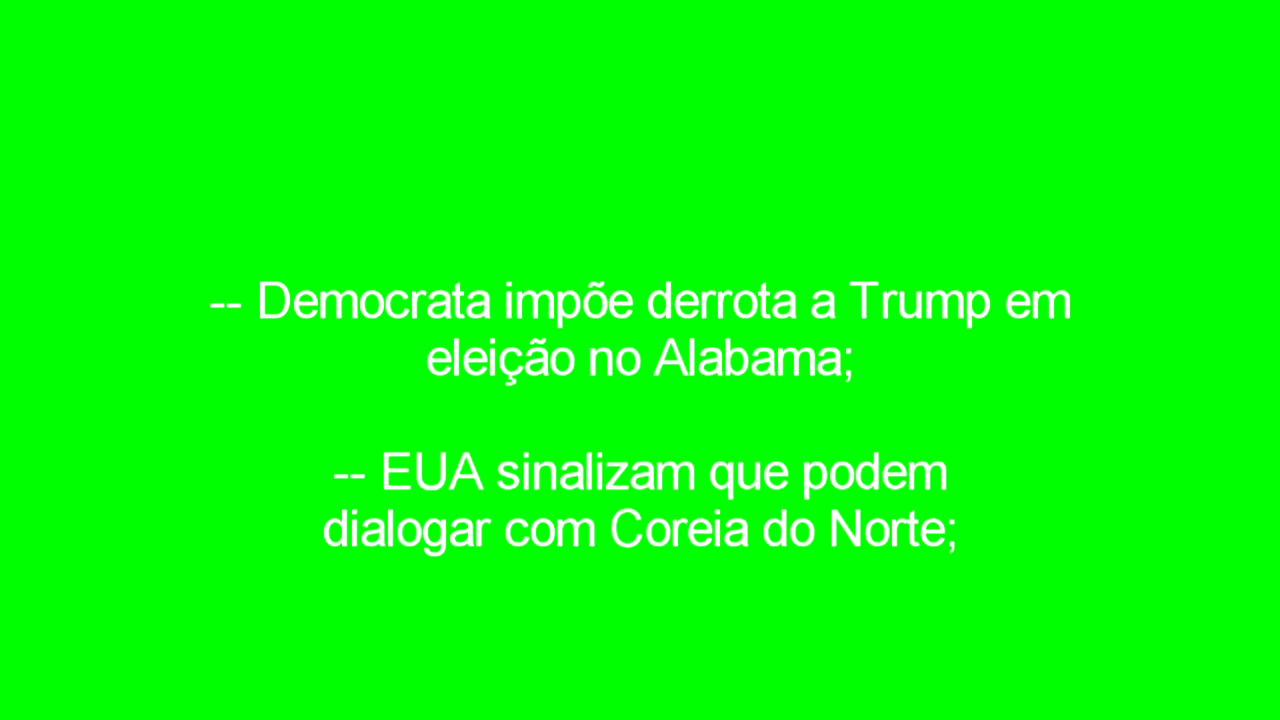 -- Democrata impõe derrota a Trump em
eleição no Alabama;
-- EUA sinalizam que podem
dialogar com Coreia do Norte;